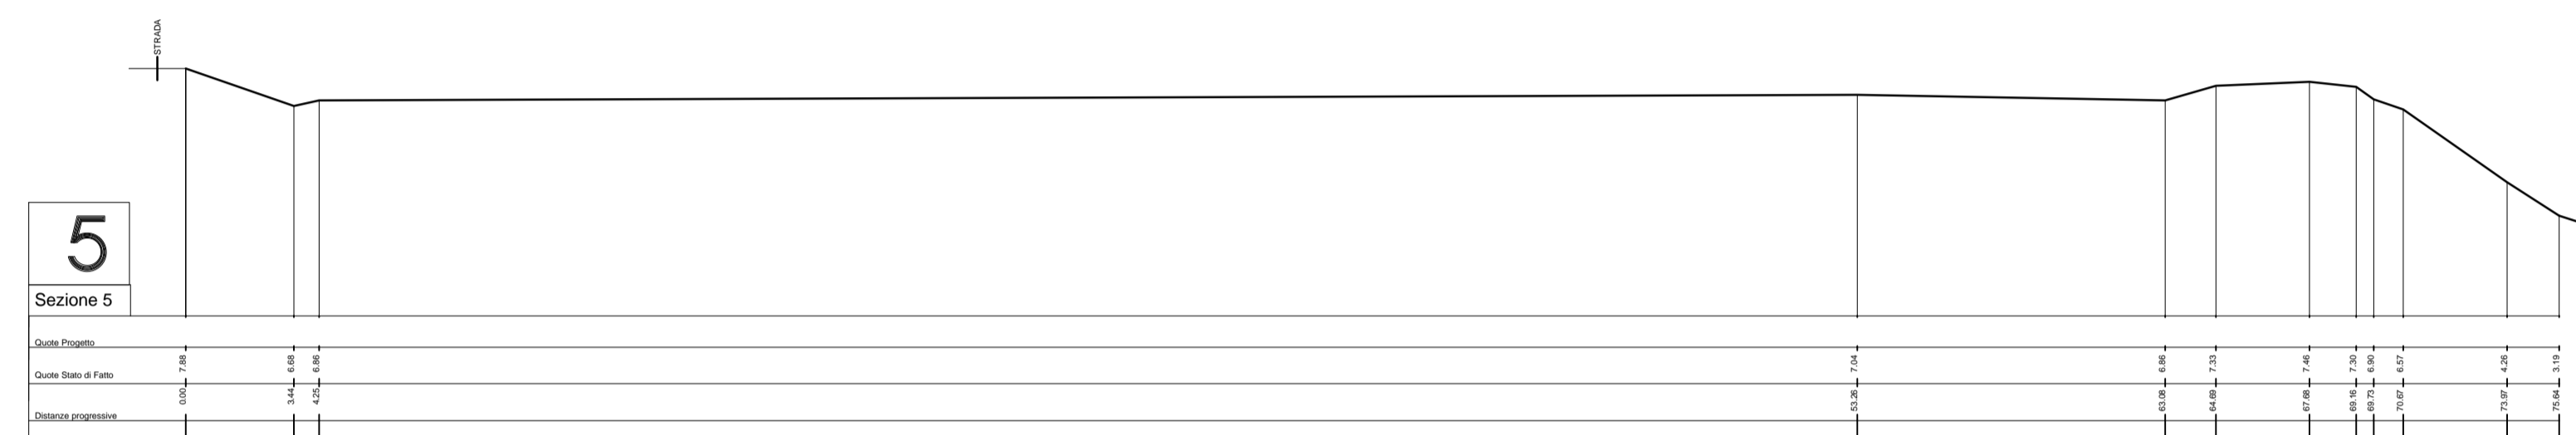 STRADA
5
Sezione 5
Quote Progetto
7.88 6.68 6.86 7.04 6.86 7.33 7.46 7.30 6.90 6.57 4.26 3.19
Quote Stato di Fatto
0.00 3.44 4.25 53.26 63.08 64.69 67.68 69.16 69.73 70.67 73.97 75.64
Distanze progressive